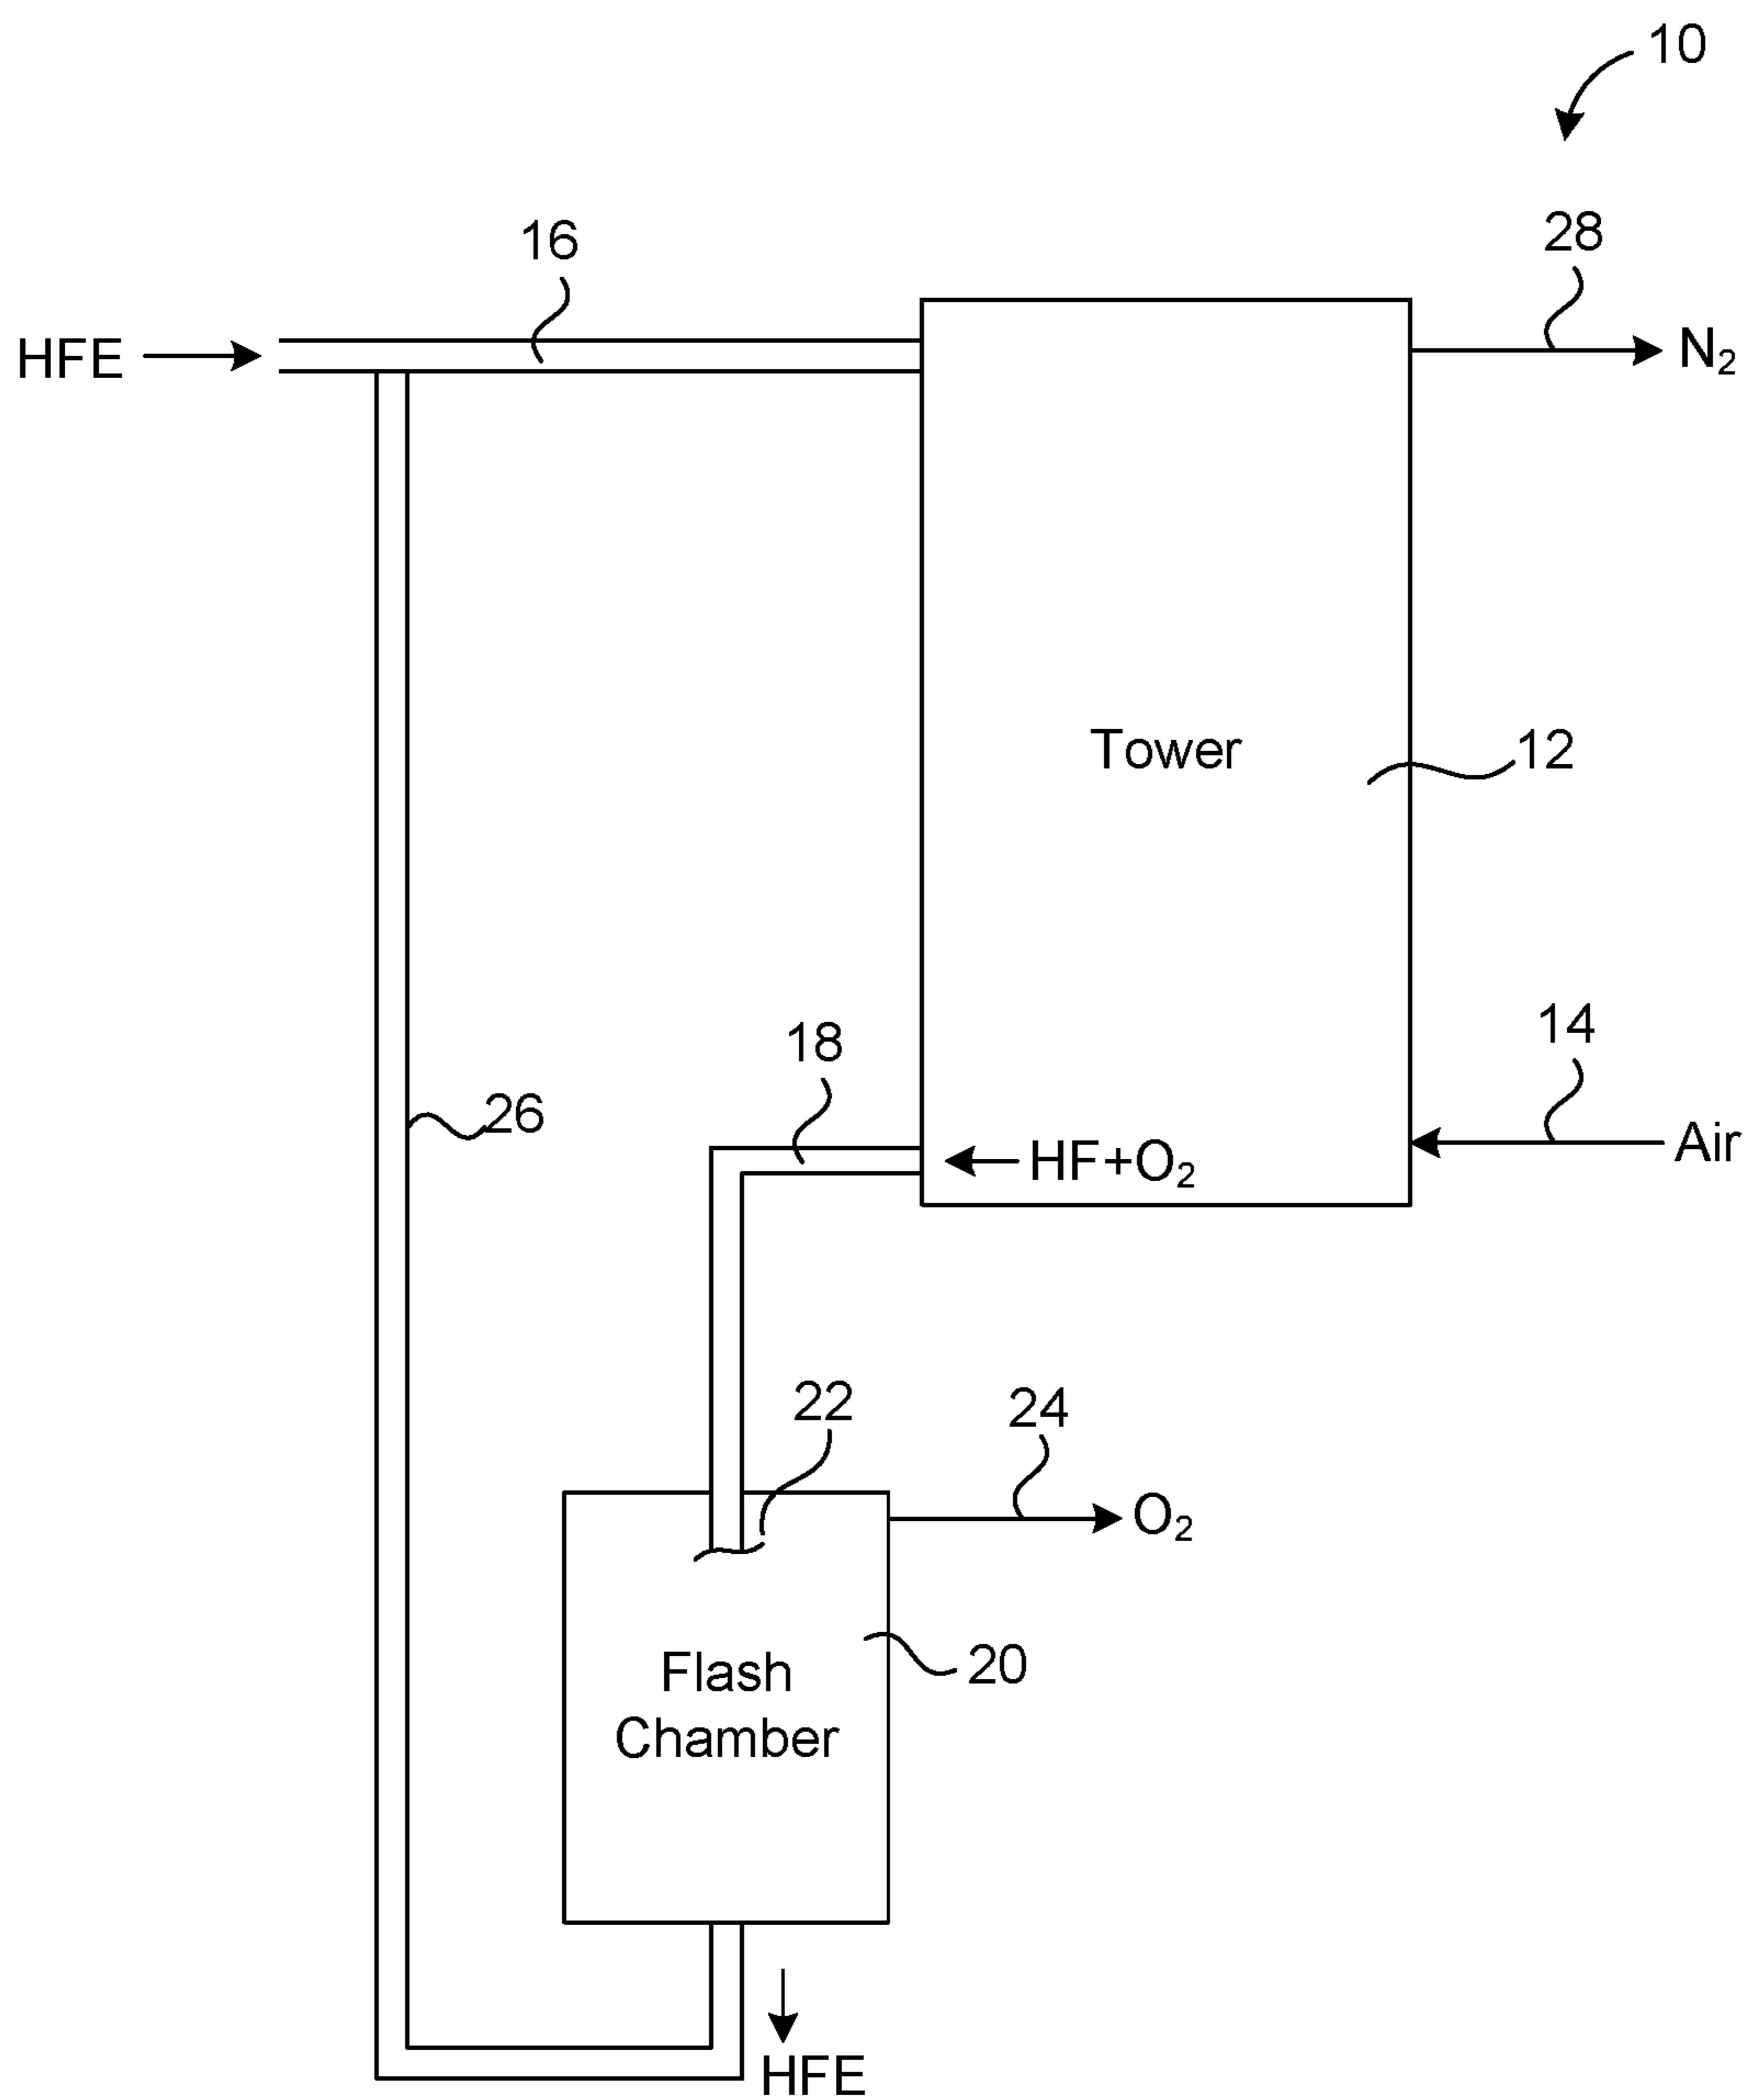 10
16
28
HFE
N₂
Tower
12
14
18
26
HF+O₂
Air
22
24
O₂
20
Flash
Chamber
HFE